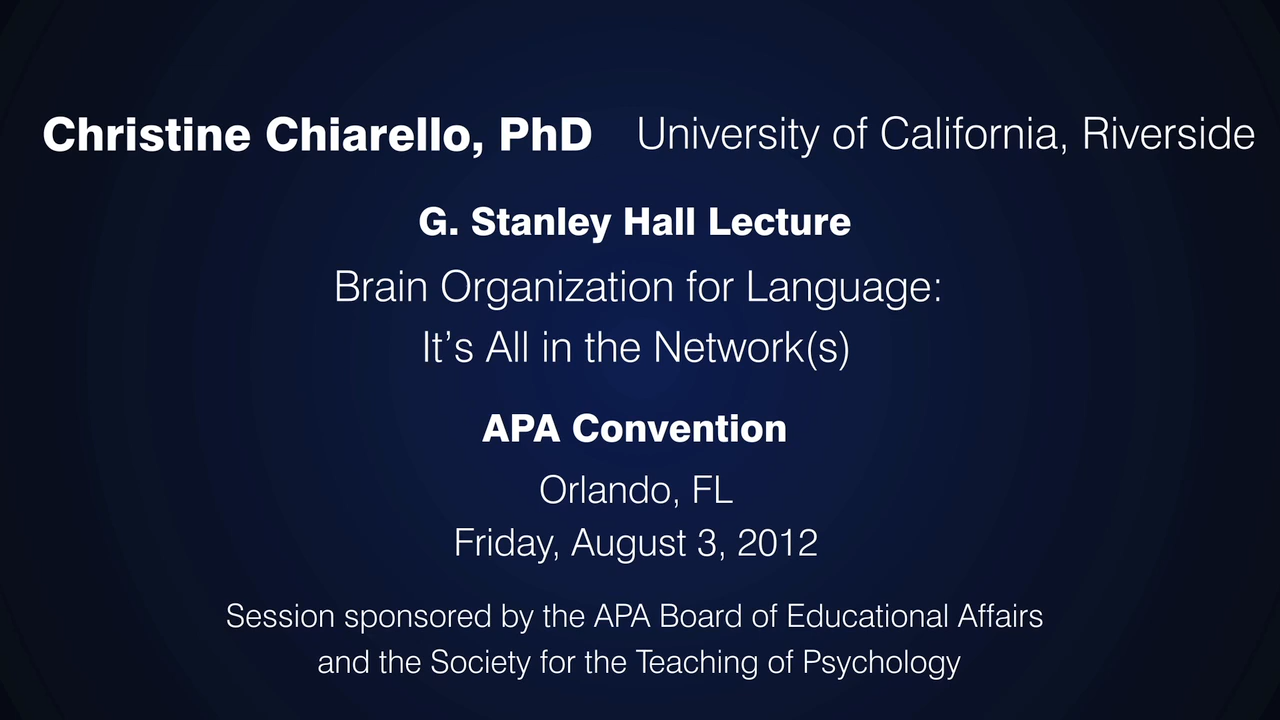 Christine Chiarello, PhD University of California, Riverside
G. Stanley Hall Lecture
Brain Organization for Language:
It’s All in the Network(s)
APA Convention
Orlando, FL
Friday, August 3, 2012
Session sponsored by the APA Board of Educational Affairs
and the Society for the Teaching of Psychology